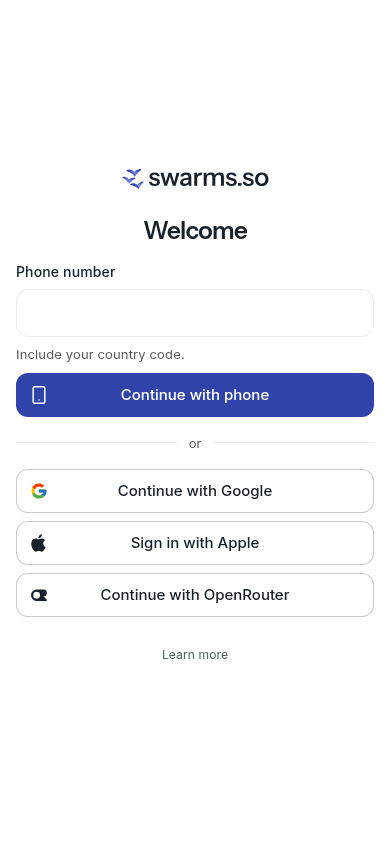 swarms.so
Welcome
Phone number
Include your country code.
Continue with phone
or
Continue with Google
Sign in with Apple
Continue with OpenRouter
Learn more